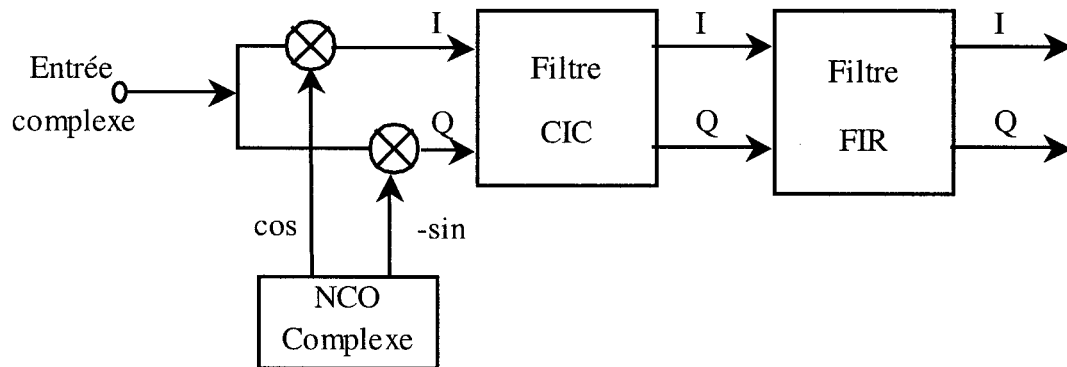 Entrée
complexe
I
Q
cos
-sin
NCO
Complexe
Filtre
CIC
I
Q
Filtre
FIR
I
Q